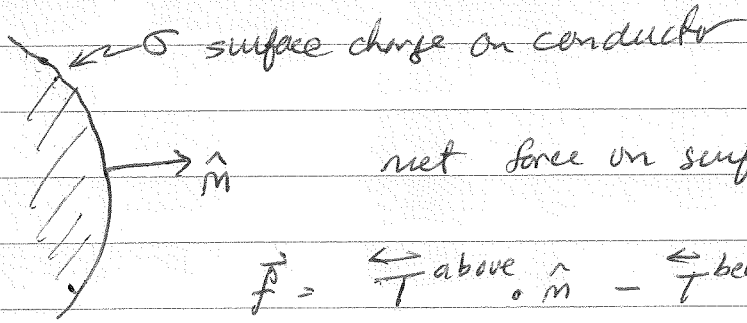 σ surface charge on conductor
n̂ net force on surf
f⃗ = T⃡ above · n̂ - T⃡ be